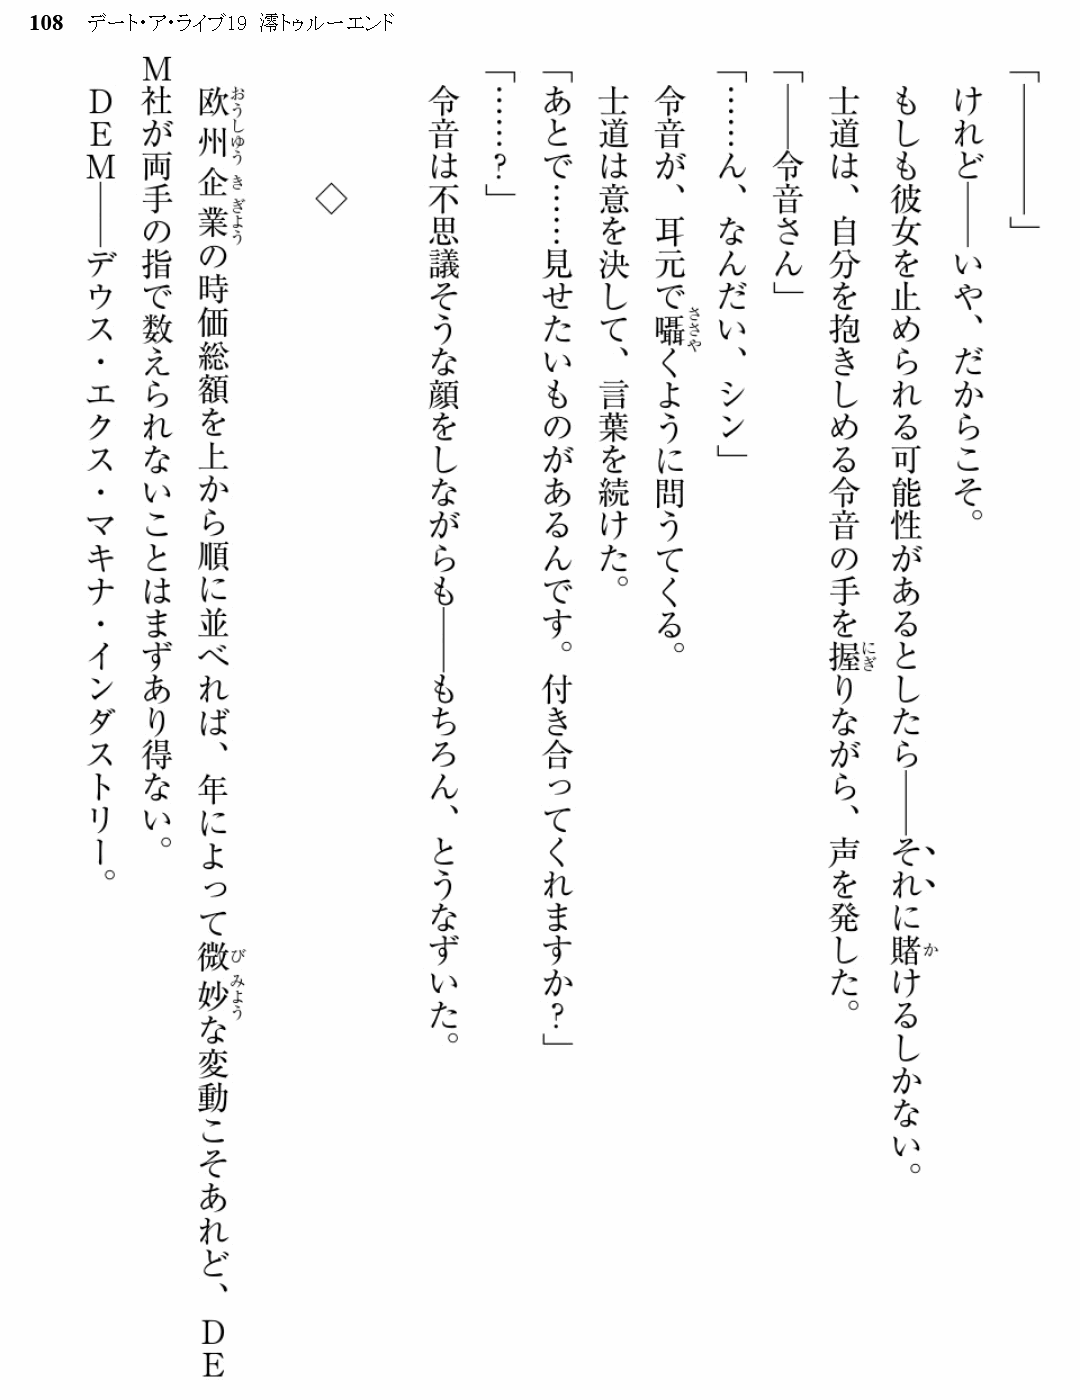 108 デート・ア・ライブ19 澪トゥルーエンド
「――――」
けれど――いや、だからこそ。
もしも彼女を止められる可能性があるとしたら――それに賭けるしかない。
士道は、自分を抱きしめる令音の手を握りながら、声を発した。
「――令音さん」
「……ん、なんだい、シン」
令音が、耳元で囁くように問うてくる。
士道は意を決して、言葉を続けた。
「あとで……見せたいものがあるんです。付き合ってくれますか?」
「……?」
令音は不思議そうな顔をしながらも――もちろん、とうなずいた。
◇
欧州企業の時価総額を上から順に並べれば、年によって微妙な変動こそあれど、DE
M社が両手の指で数えられないことはまずあり得ない。
DEM――デウス・エクス・マキナ・インダストリー。